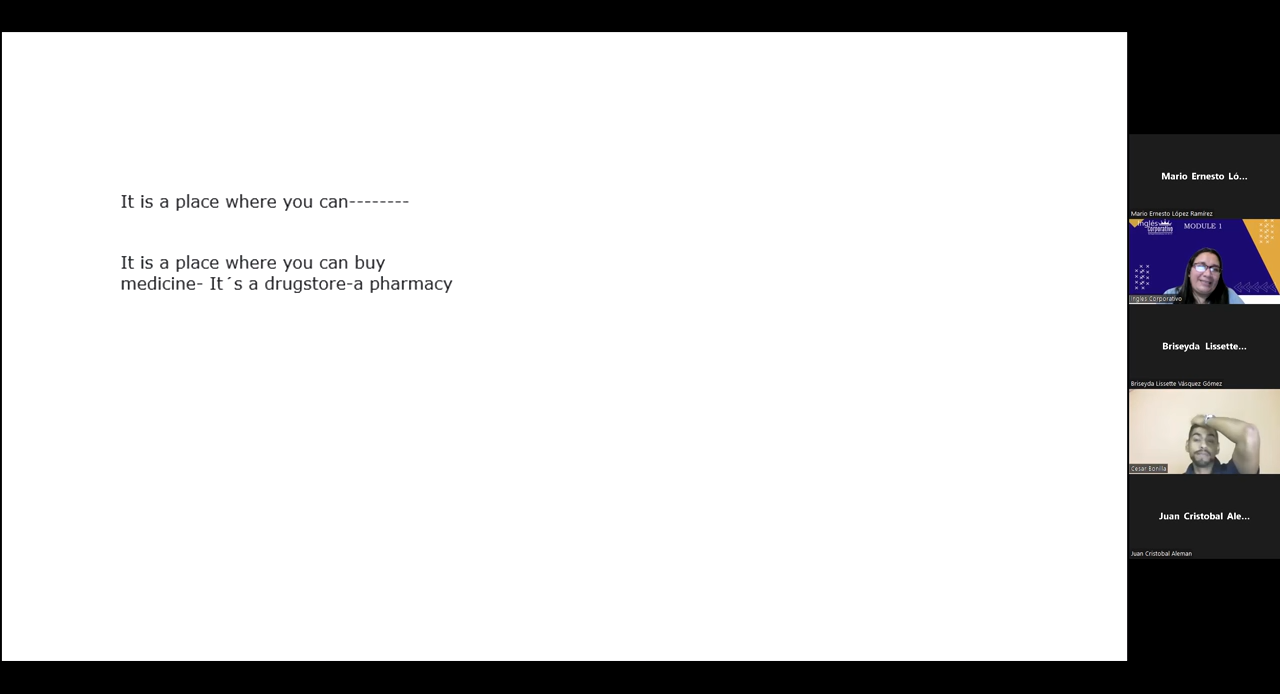 It is a place where you can--------
It is a place where you can buy
medicine- It´s a drugstore-a pharmacy
Mario Ernesto Ló...
Mario Ernesto López Ramírez
Inglés
Corporativo
MODULE 1
Ingles Corporativo
Briseyda Lissette...
Briseyda Lissette Vásquez Gómez
Cesar Bonilla
Juan Cristobal Ale...
Juan Cristobal Aleman